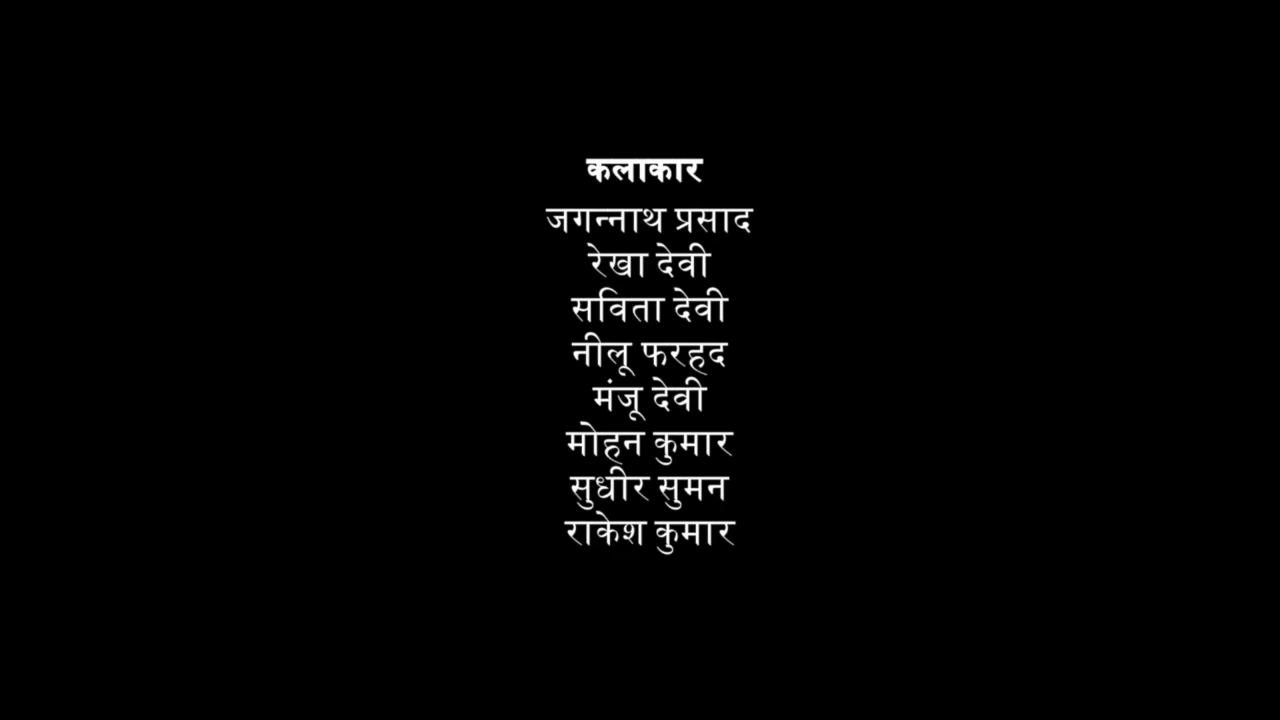 कलाकार
जगन्नाथ प्रसाद
रेखा देवी
सविता देवी
नीलू फरहद
मंजू देवी
मोहन कुमार
सुधीर सुमन
राकेश कुमार